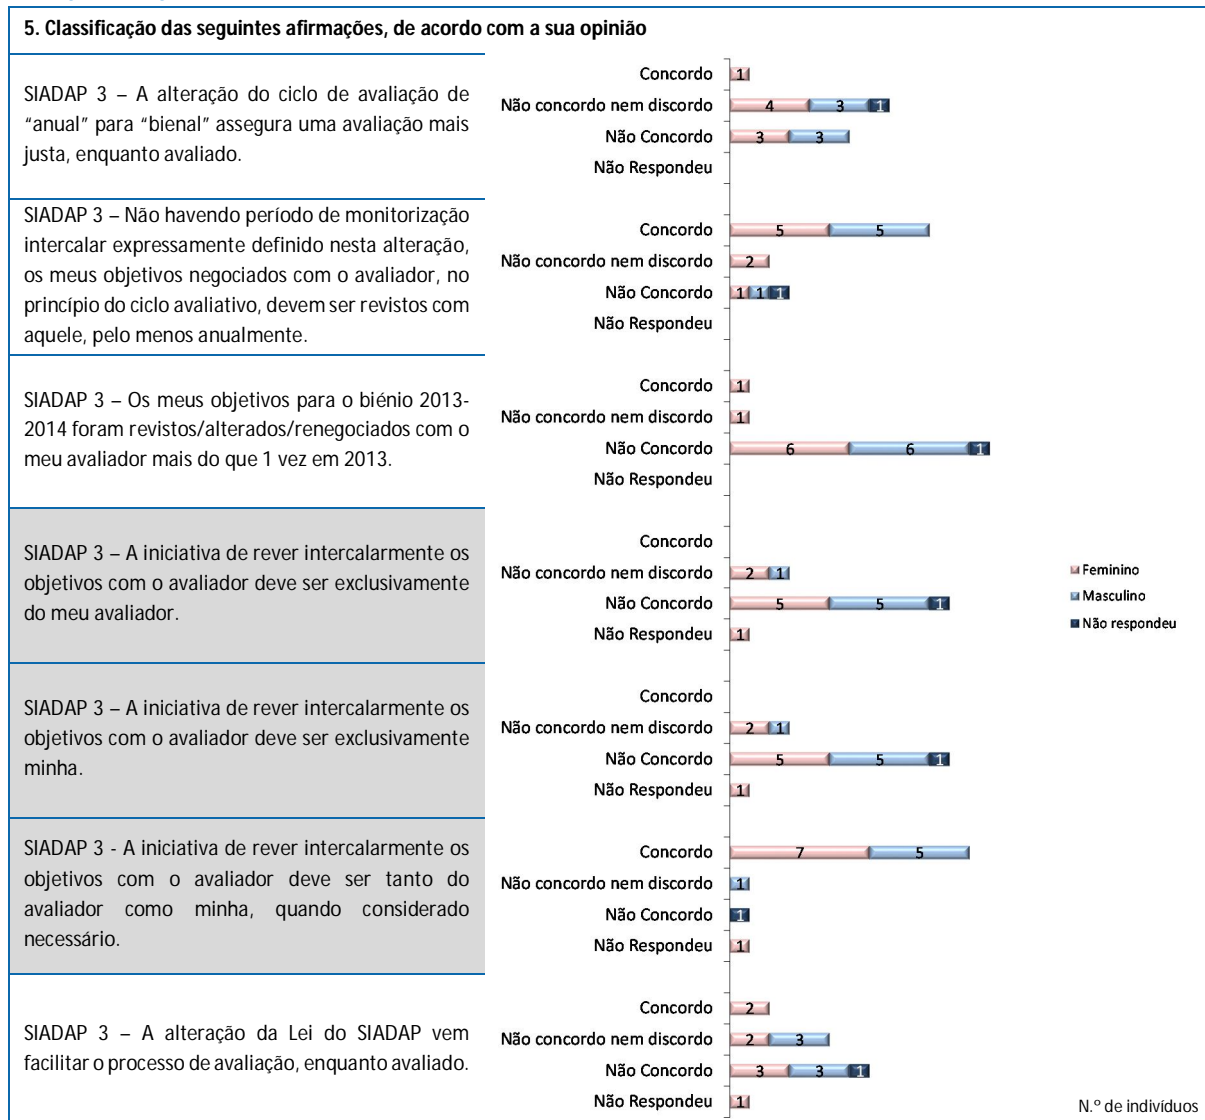 5. Classificação das seguintes afirmações, de acordo com a sua opinião
SIADAP 3 – A alteração do ciclo de avaliação de
“anual” para “bienal” assegura uma avaliação mais
justa, enquanto avaliado.
Concordo 1
Não concordo nem discordo 4 3 1
Não Concordo 3 3
Não Respondeu
SIADAP 3 – Não havendo período de monitorização
intercalar expressamente definido nesta alteração,
os meus objetivos negociados com o avaliador, no
princípio do ciclo avaliativo, devem ser revistos com
aquele, pelo menos anualmente.
Concordo 5 5
Não concordo nem discordo 2
Não Concordo 1 1 1
Não Respondeu
SIADAP 3 – Os meus objetivos para o biénio 2013-
2014 foram revistos/alterados/renegociados com o
meu avaliador mais do que 1 vez em 2013.
Concordo 1
Não concordo nem discordo 1
Não Concordo 6 6 1
Não Respondeu
SIADAP 3 – A iniciativa de rever intercalarmente os
objetivos com o avaliador deve ser exclusivamente
do meu avaliador.
Concordo
Não concordo nem discordo 2 1
Não Concordo 5 5 1
Não Respondeu 1
SIADAP 3 – A iniciativa de rever intercalarmente os
objetivos com o avaliador deve ser exclusivamente
minha.
Concordo
Não concordo nem discordo 2 1
Não Concordo 5 5 1
Não Respondeu 1
SIADAP 3 - A iniciativa de rever intercalarmente os
objetivos com o avaliador deve ser tanto do
avaliador como minha, quando considerado
necessário.
Concordo 7 5
Não concordo nem discordo 1
Não Concordo 1
Não Respondeu 1
SIADAP 3 – A alteração da Lei do SIADAP vem
facilitar o processo de avaliação, enquanto avaliado.
Concordo 2
Não concordo nem discordo 2 3
Não Concordo 3 3 1
Não Respondeu 1
Feminino
Masculino
Não respondeu
N.º de indivíduos